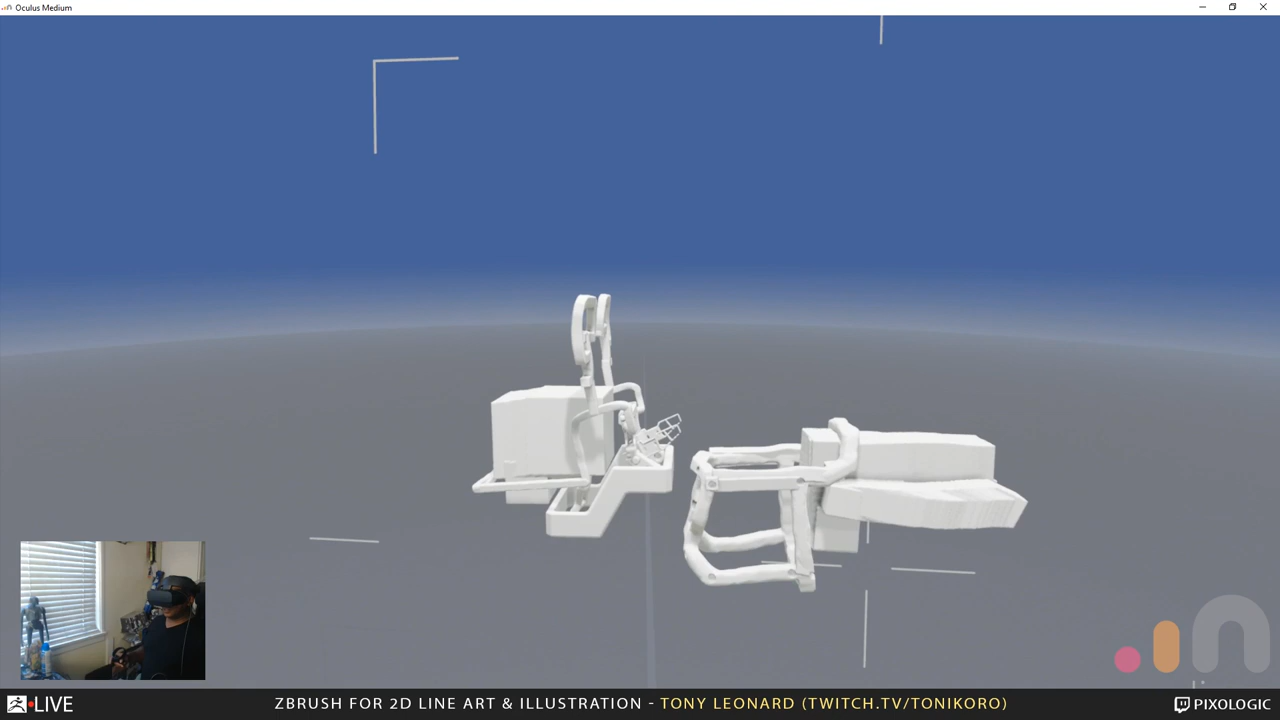 Oculus Medium
LIVE
ZBRUSH FOR 2D LINE ART & ILLUSTRATION - TONY LEONARD (TWITCH.TV/TONIKORO)
PIXOLOGIC